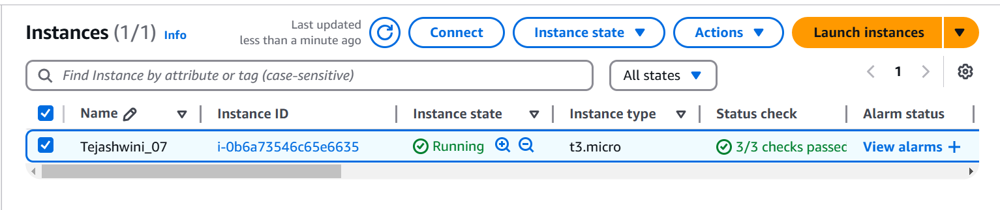 Instances (1/1) Info
Last updated
less than a minute ago
Connect
Instance state
Actions
Launch instances
Find Instance by attribute or tag (case-sensitive)
All states
1
Name Instance ID Instance state Instance type Status check Alarm status
Tejashwini_07 i-0b6a73546c65e6635 Running t3.micro 3/3 checks passed View alarms +